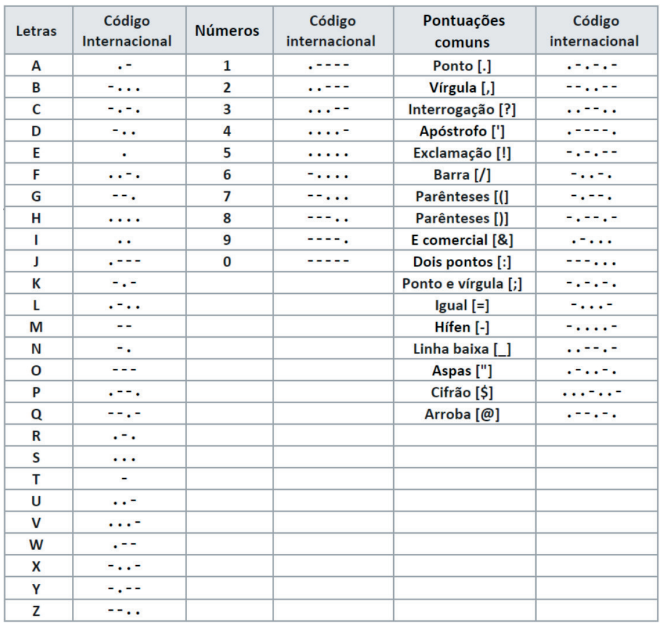 Letras Código Internacional Números Código internacional Pontuações comuns Código internacional
A .- 1 .---- Ponto [.] .-.-.-
B -... 2 ..--- Vírgula [,] --..--
C -.-. 3 ...-- Interrogação [?] ..--..
D -.. 4 ....- Apóstrofo ['] .----.
E . 5 ..... Exclamação [!] -.-.--
F ..-. 6 -.... Barra [/] -..-.
G --. 7 --... Parênteses [(] -.--.
H .... 8 ---.. Parênteses [)] -.--.-
I .. 9 ----. E comercial [&] .-...
J .--- 0 ----- Dois pontos [:] ---...
K -.- Ponto e vírgula [;] -.-.-.
L .-.. Igual [=] -...-
M -- Hífen [-] -....-
N -. Linha baixa [_] ..--.-
O --- Aspas ["] .-..-.
P .--. Cifrão [$] ...-..-
Q --.- Arroba [@] .--.-.
R .-.
S ...
T -
U ..-
V ...-
W .--
X -..-
Y -.--
Z --..